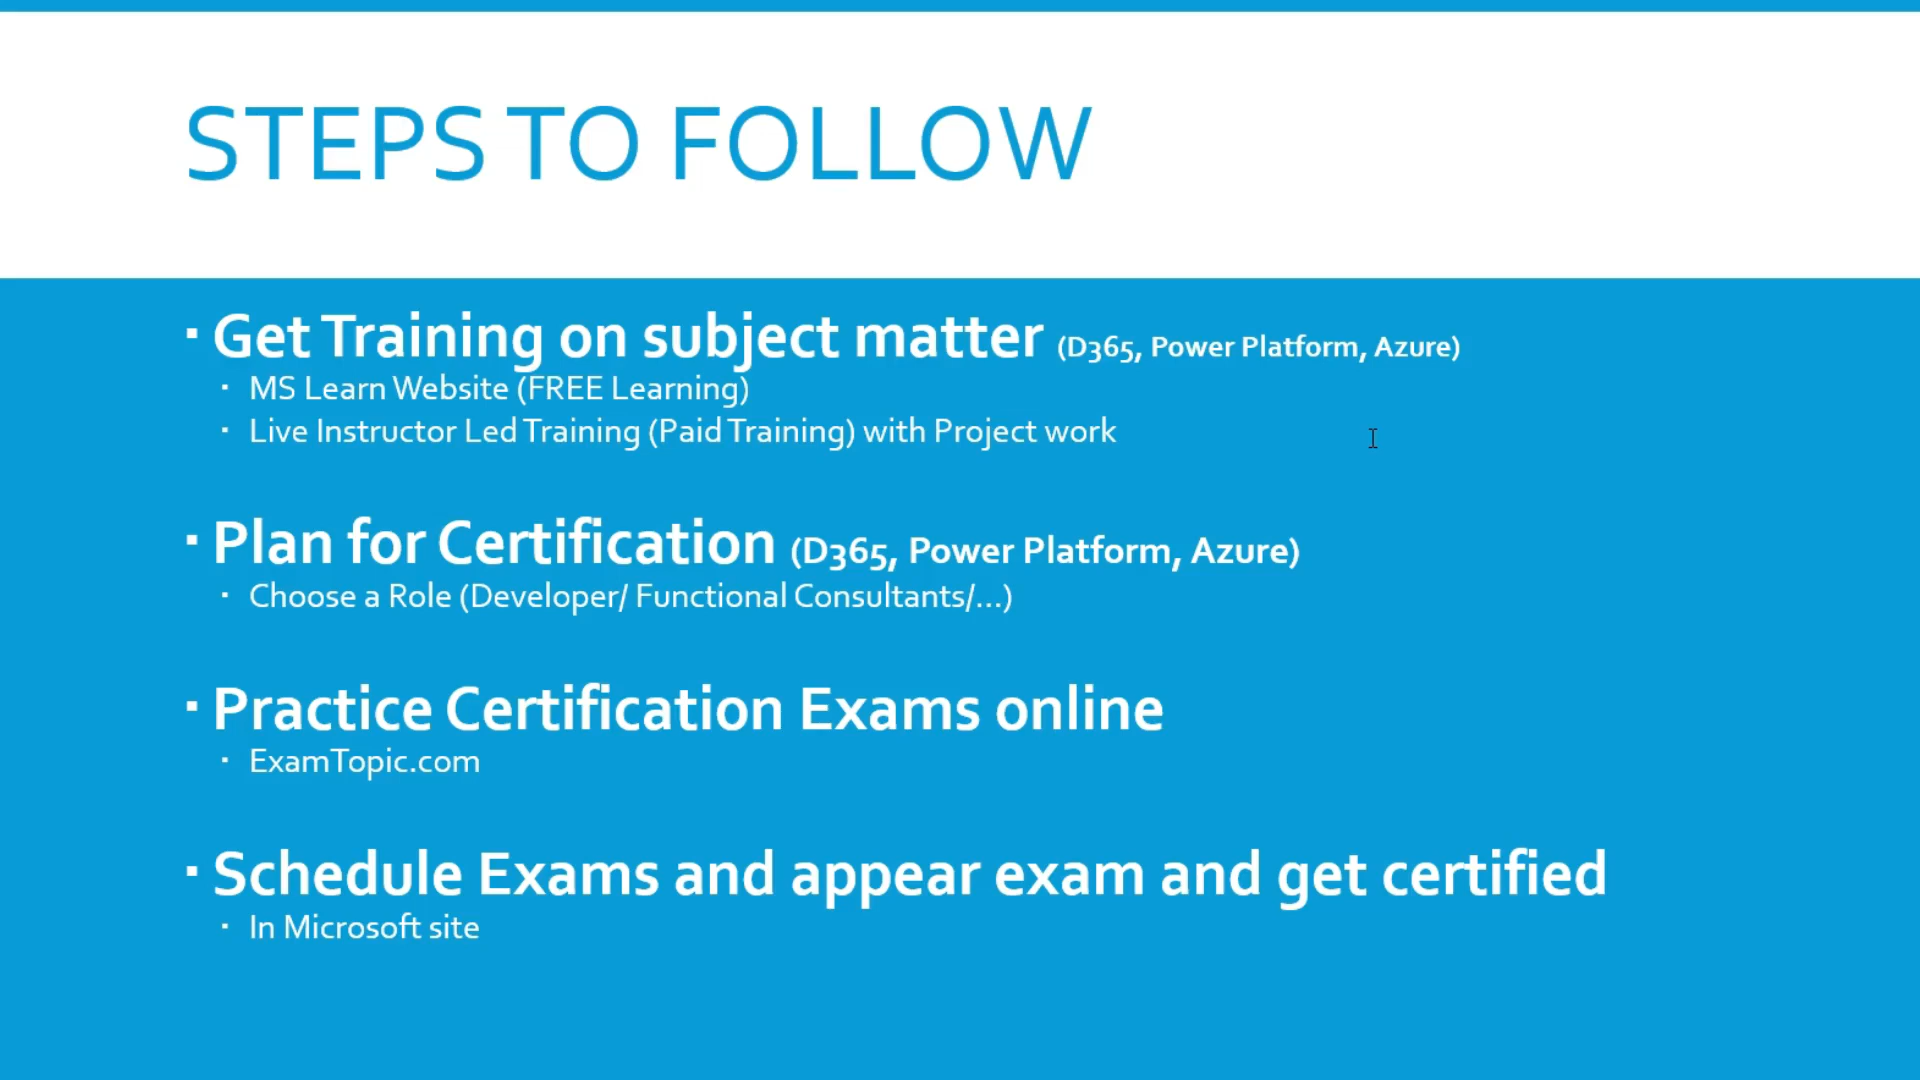 STEPS TO FOLLOW
▪ Get Training on subject matter (D365, Power Platform, Azure)
▪ MS Learn Website (FREE Learning)
▪ Live Instructor Led Training (Paid Training) with Project work
▪ Plan for Certification (D365, Power Platform, Azure)
▪ Choose a Role (Developer/ Functional Consultants/...)
▪ Practice Certification Exams online
▪ ExamTopic.com
▪ Schedule Exams and appear exam and get certified
▪ In Microsoft site